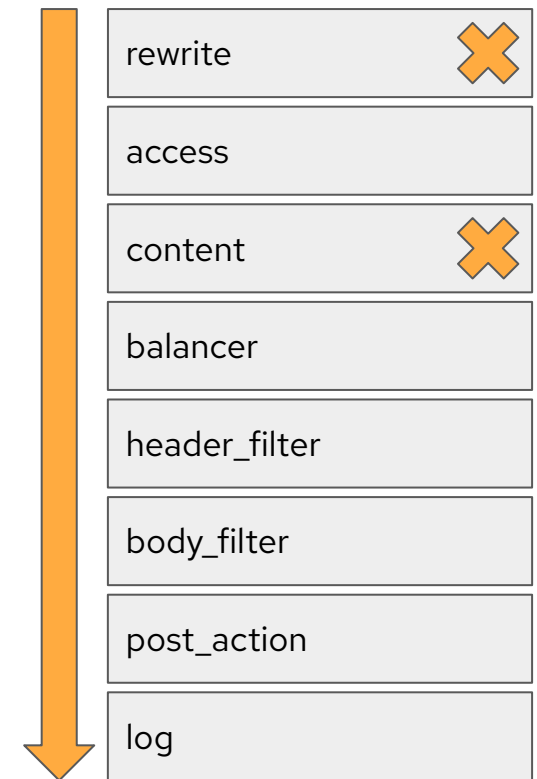 rewrite
access
content
balancer
header_filter
body_filter
post_action
log